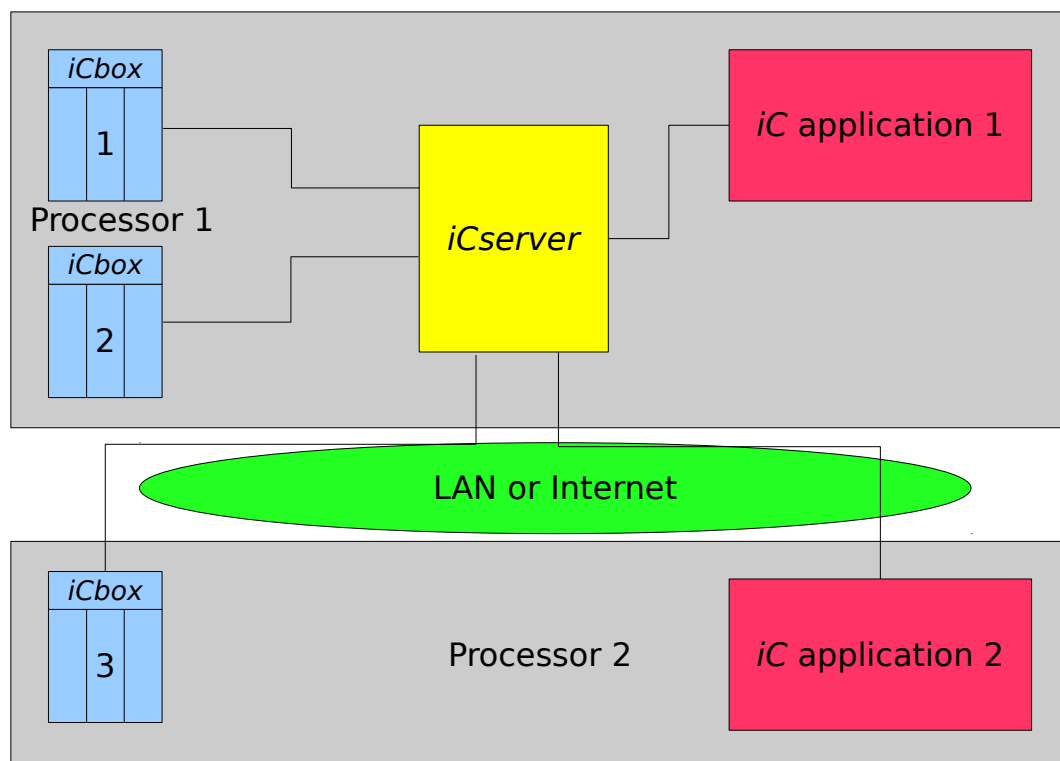 iCbox
1
iC application 1
Processor 1
iCserver
iCbox
2
LAN or Internet
iCbox
3
Processor 2
iC application 2